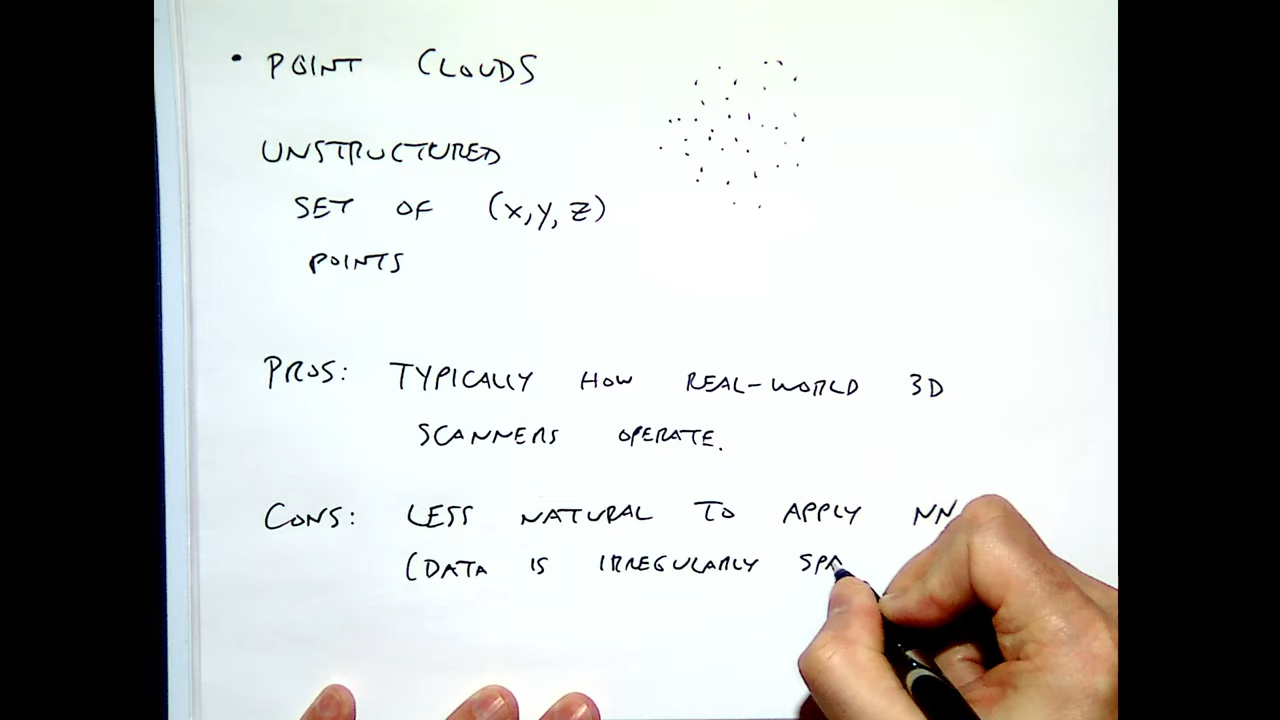 • POINT CLOUDS
UNSTRUCTURED
SET OF (x,y,z)
POINTS
PROS: TYPICALLY HOW REAL-WORLD 3D
SCANNERS OPERATE.
CONS: LESS NATURAL TO APPLY NN
(DATA IS IRREGULARLY SPA